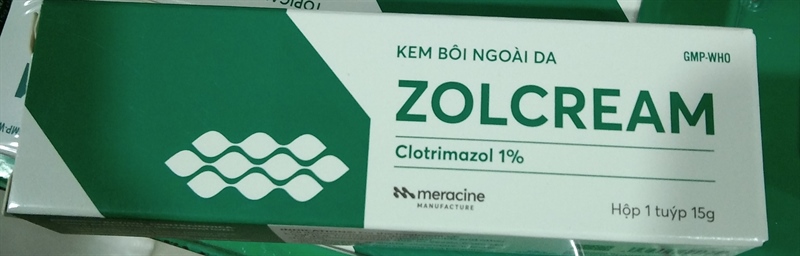 KEM BÔI NGOÀI DA
GMP-WHO
ZOLCREAM
Clotrimazol 1%
meracine
MANUFACTURE
Hộp 1 tuýp 15g